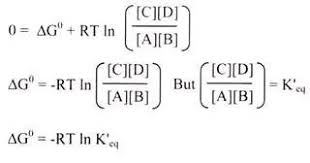 0 = ΔG⁰ + RT ln ([C][D] / [A][B])
ΔG⁰ = -RT ln ([C][D] / [A][B]) But ([C][D] / [A][B]) = K'eq
ΔG⁰ = -RT ln K'eq